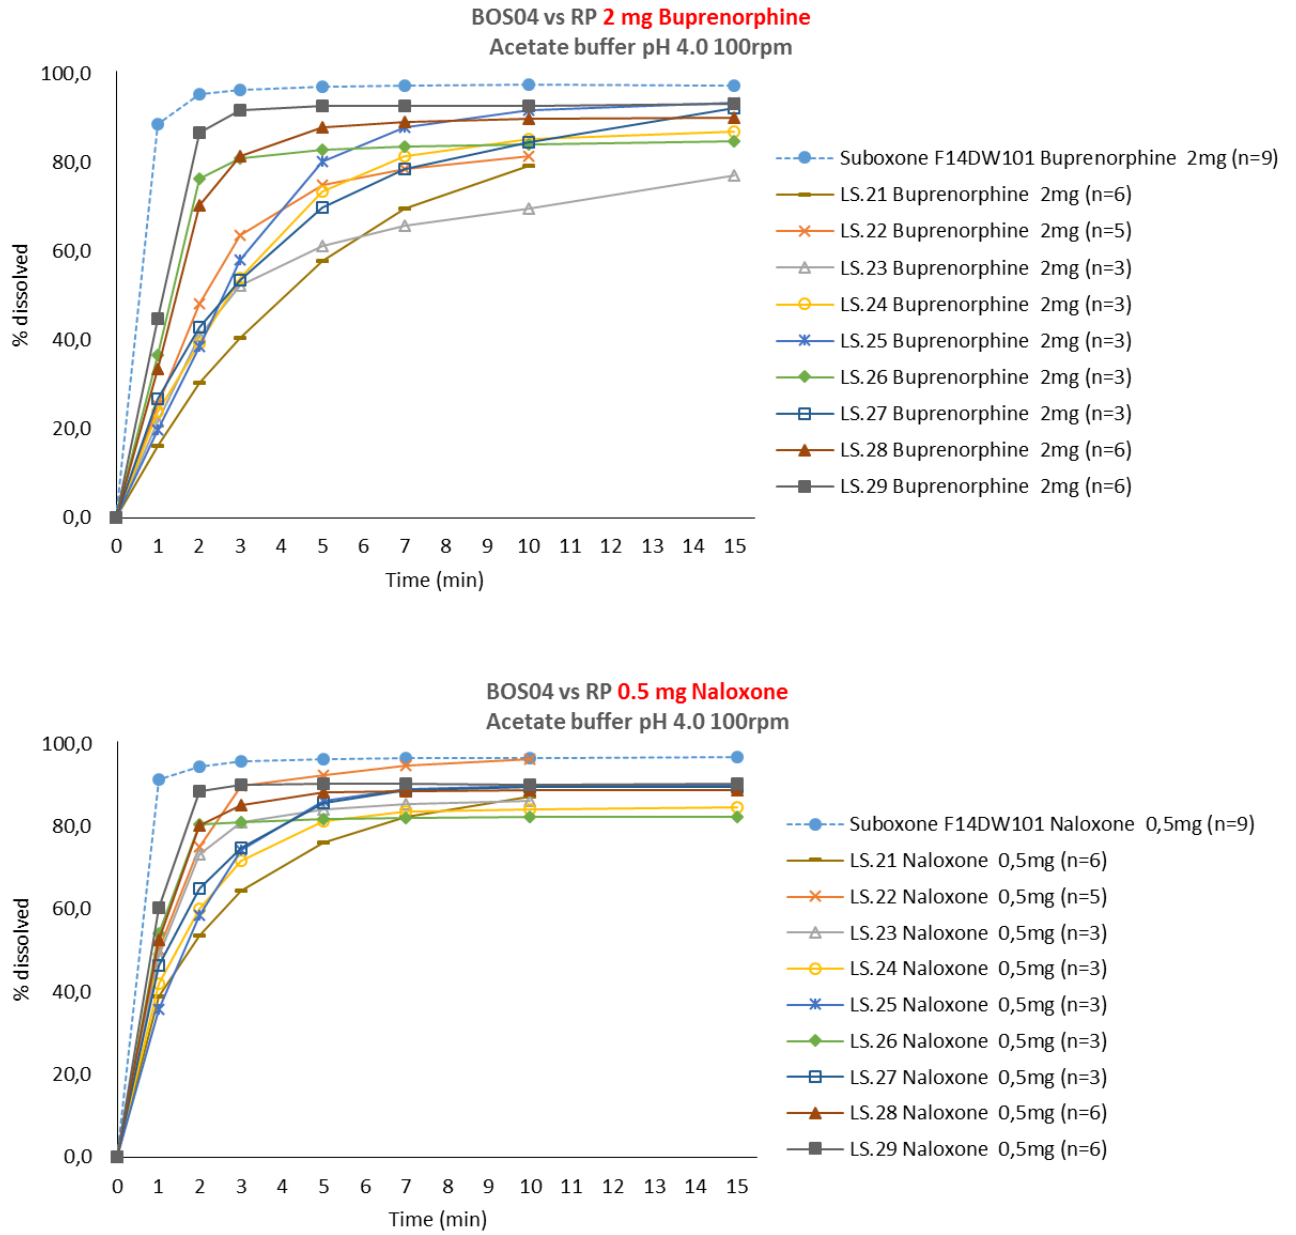 BOS04 vs RP 2 mg Buprenorphine
Acetate buffer pH 4.0 100rpm
100,0
80,0
60,0
40,0
20,0
0,0
% dissolved
0 1 2 3 4 5 6 7 8 9 10 11 12 13 14 15
Time (min)
Suboxone F14DW101 Buprenorphine 2mg (n=9)
LS.21 Buprenorphine 2mg (n=6)
LS.22 Buprenorphine 2mg (n=5)
LS.23 Buprenorphine 2mg (n=3)
LS.24 Buprenorphine 2mg (n=3)
LS.25 Buprenorphine 2mg (n=3)
LS.26 Buprenorphine 2mg (n=3)
LS.27 Buprenorphine 2mg (n=3)
LS.28 Buprenorphine 2mg (n=6)
LS.29 Buprenorphine 2mg (n=6)
BOS04 vs RP 0.5 mg Naloxone
Acetate buffer pH 4.0 100rpm
100,0
80,0
60,0
40,0
20,0
0,0
% dissolved
0 1 2 3 4 5 6 7 8 9 10 11 12 13 14 15
Time (min)
Suboxone F14DW101 Naloxone 0,5mg (n=9)
LS.21 Naloxone 0,5mg (n=6)
LS.22 Naloxone 0,5mg (n=5)
LS.23 Naloxone 0,5mg (n=3)
LS.24 Naloxone 0,5mg (n=3)
LS.25 Naloxone 0,5mg (n=3)
LS.26 Naloxone 0,5mg (n=3)
LS.27 Naloxone 0,5mg (n=3)
LS.28 Naloxone 0,5mg (n=6)
LS.29 Naloxone 0,5mg (n=6)